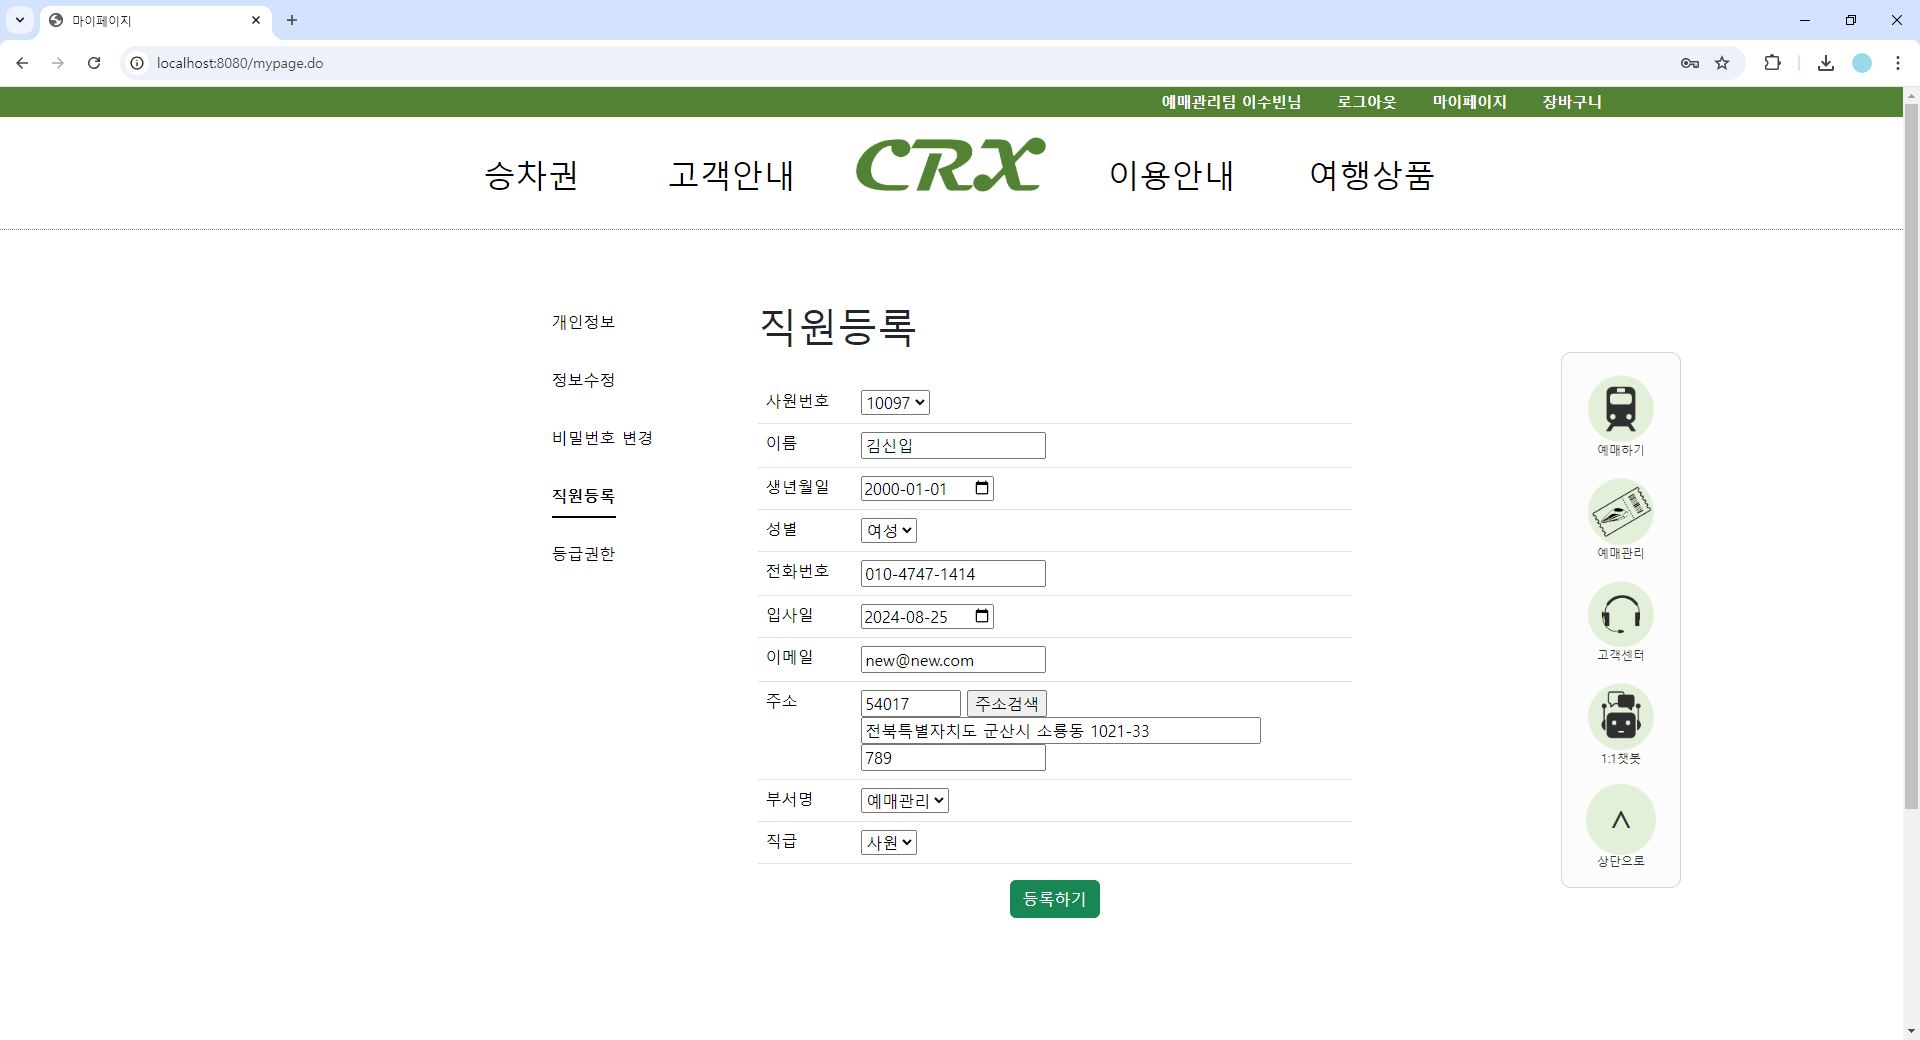 마이페이지
localhost:8080/mypage.do
예매관리팀 이수빈님 로그아웃 마이페이지 장바구니
승차권 고객안내 CRX 이용안내 여행상품
개인정보
정보수정
비밀번호 변경
직원등록
등급권한
직원등록
사원번호 10097
이름 김신입
생년월일 2000-01-01
성별 여성
전화번호 010-4747-1414
입사일 2024-08-25
이메일 new@new.com
주소 54017 주소검색
전북특별자치도 군산시 소룡동 1021-33
789
부서명 예매관리
직급 사원
등록하기
예매하기
예매관리
고객센터
1:1챗봇
^
상단으로